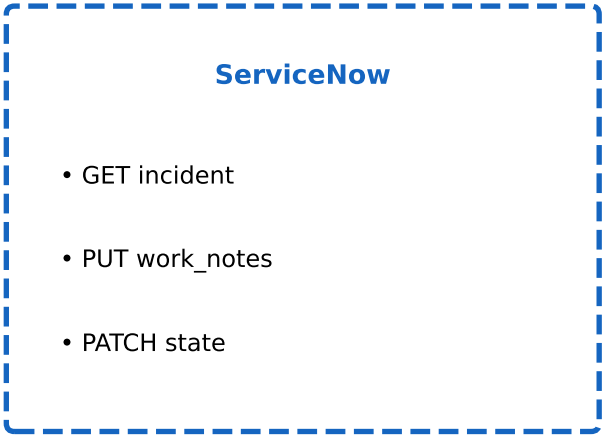 ServiceNow
• GET incident
• PUT work_notes
• PATCH state